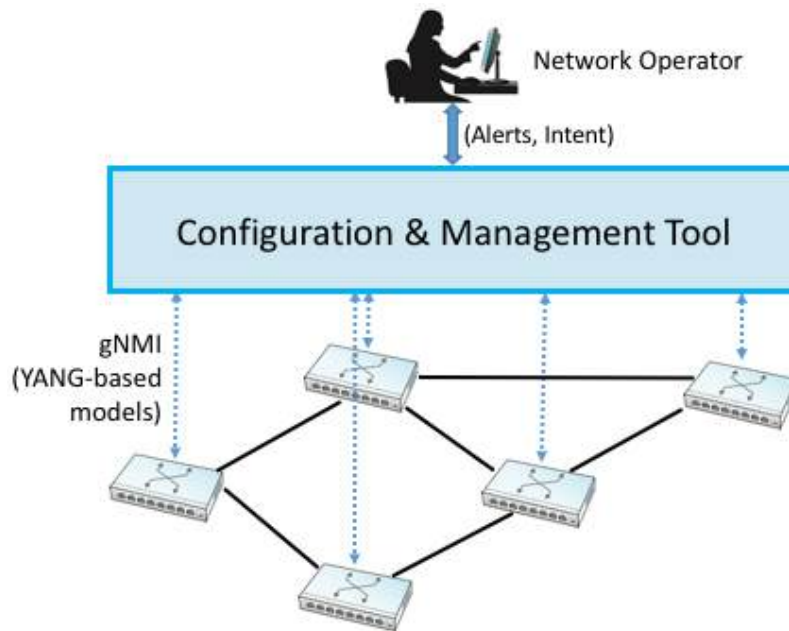 Network Operator
(Alerts, Intent)
Configuration & Management Tool
gNMI
(YANG-based
models)